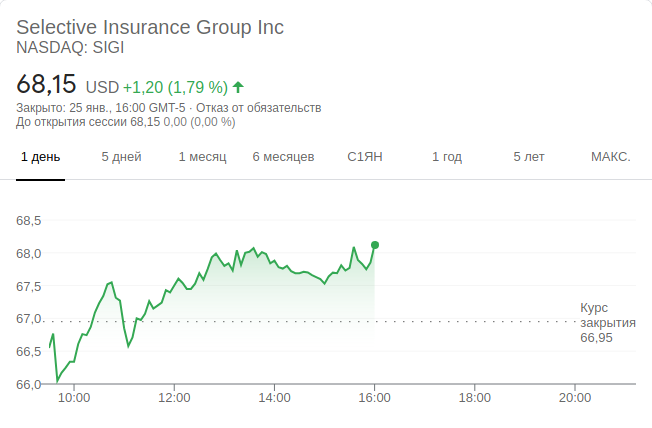 Selective Insurance Group Inc
NASDAQ: SIGI
68,15 USD +1,20 (1,79 %)
Закрыто: 25 янв., 16:00 GMT-5 · Отказ от обязательств
До открытия сессии 68,15 0,00 (0,00 %)
1 день 5 дней 1 месяц 6 месяцев С1ЯН 1 год 5 лет МАКС.
68,5
68,0
67,5
67,0
66,5
66,0
Курс
закрытия
66,95
10:00 12:00 14:00 16:00 18:00 20:00